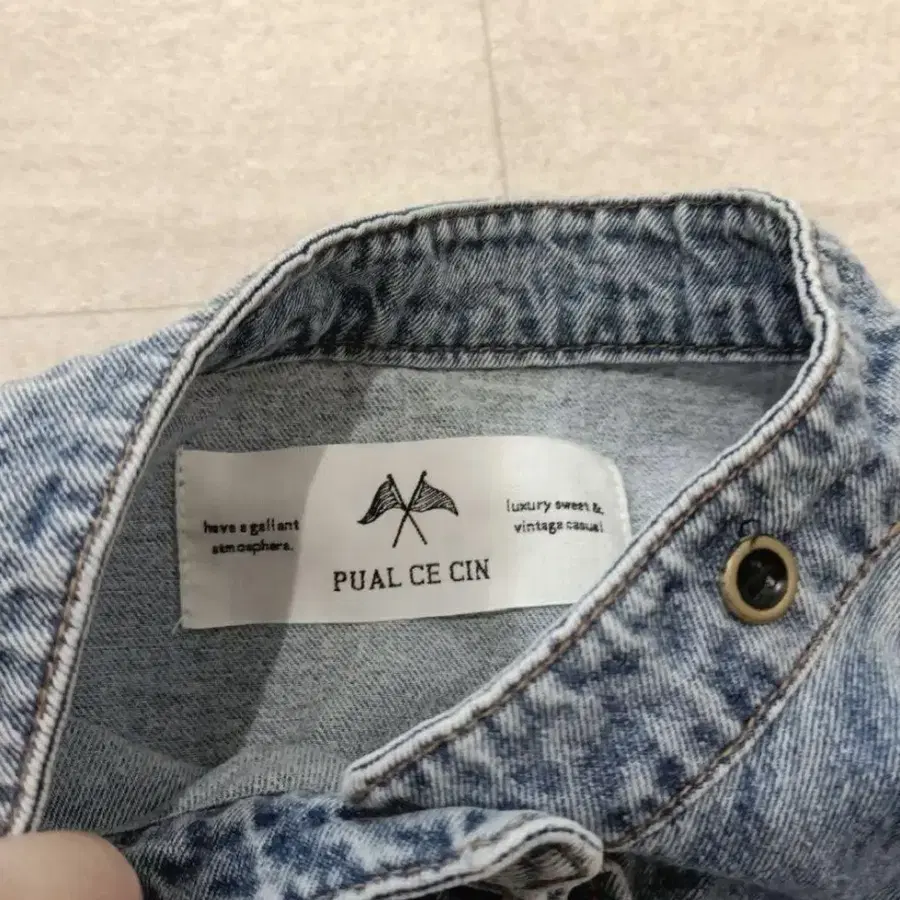 have a gallant
atmosphere.
luxury sweet &
vintage casual
PUAL CE CIN